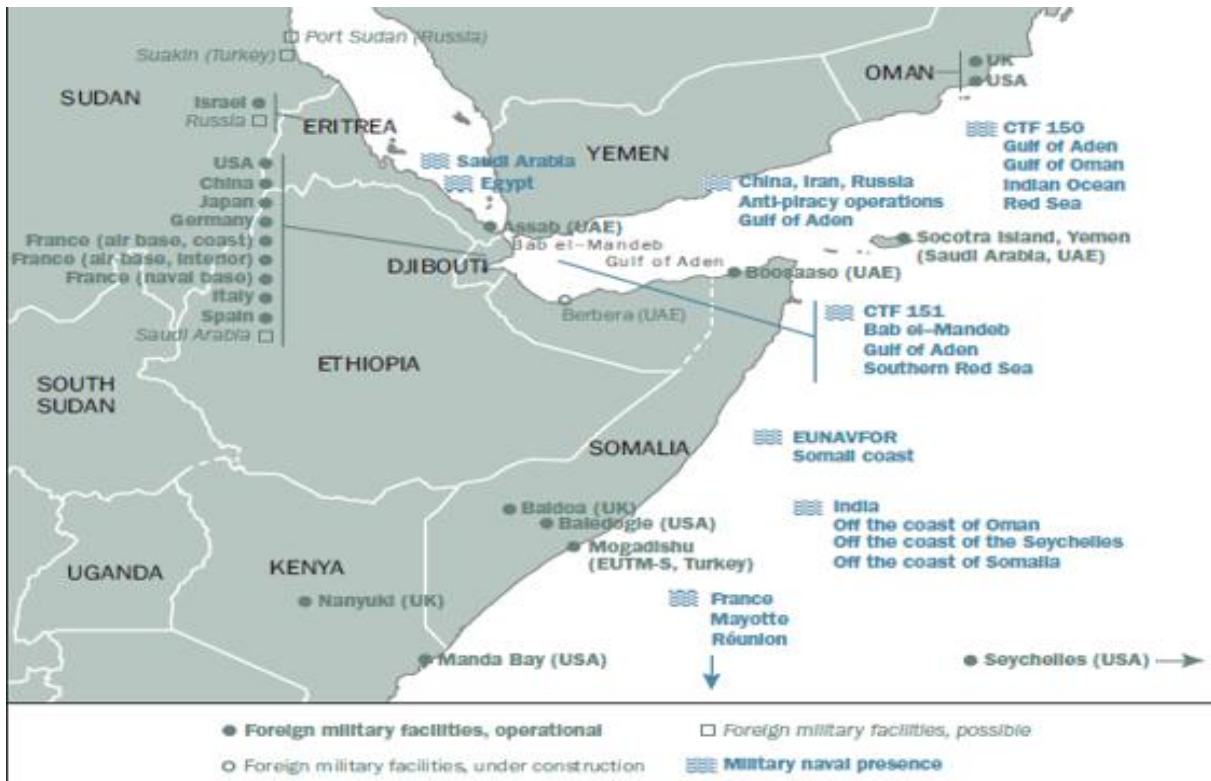 Port Sudan (Russia)
Suakin (Turkey)
SUDAN
Israel
Russia
ERITREA
OMAN
UK
USA
YEMEN
CTF 150
Gulf of Aden
Gulf of Oman
Indian Ocean
Red Sea
Saudi Arabia
Egypt
China, Iran, Russia
Anti-piracy operations
Gulf of Aden
USA
China
Japan
Germany
France (air base, coast)
France (air base, interior)
France (naval base)
Italy
Spain
Saudi Arabia
Assab (UAE)
Bab el-Mandeb
Gulf of Aden
DJIBOUTI
Socotra Island, Yemen
(Saudi Arabia, UAE)
Boosaaso (UAE)
Berbera (UAE)
CTF 151
Bab el-Mandeb
Gulf of Aden
Southern Red Sea
ETHIOPIA
SOUTH
SUDAN
SOMALIA
EUNAVFOR
Somali coast
Baidoa (UK)
Baledogle (USA)
Mogadishu
(EUTM-S, Turkey)
India
Off the coast of Oman
Off the coast of the Seychelles
Off the coast of Somalia
UGANDA
KENYA
Nanyuki (UK)
France
Mayotte
Réunion
Manda Bay (USA)
Seychelles (USA)
Foreign military facilities, operational
Foreign military facilities, possible
Foreign military facilities, under construction
Military naval presence